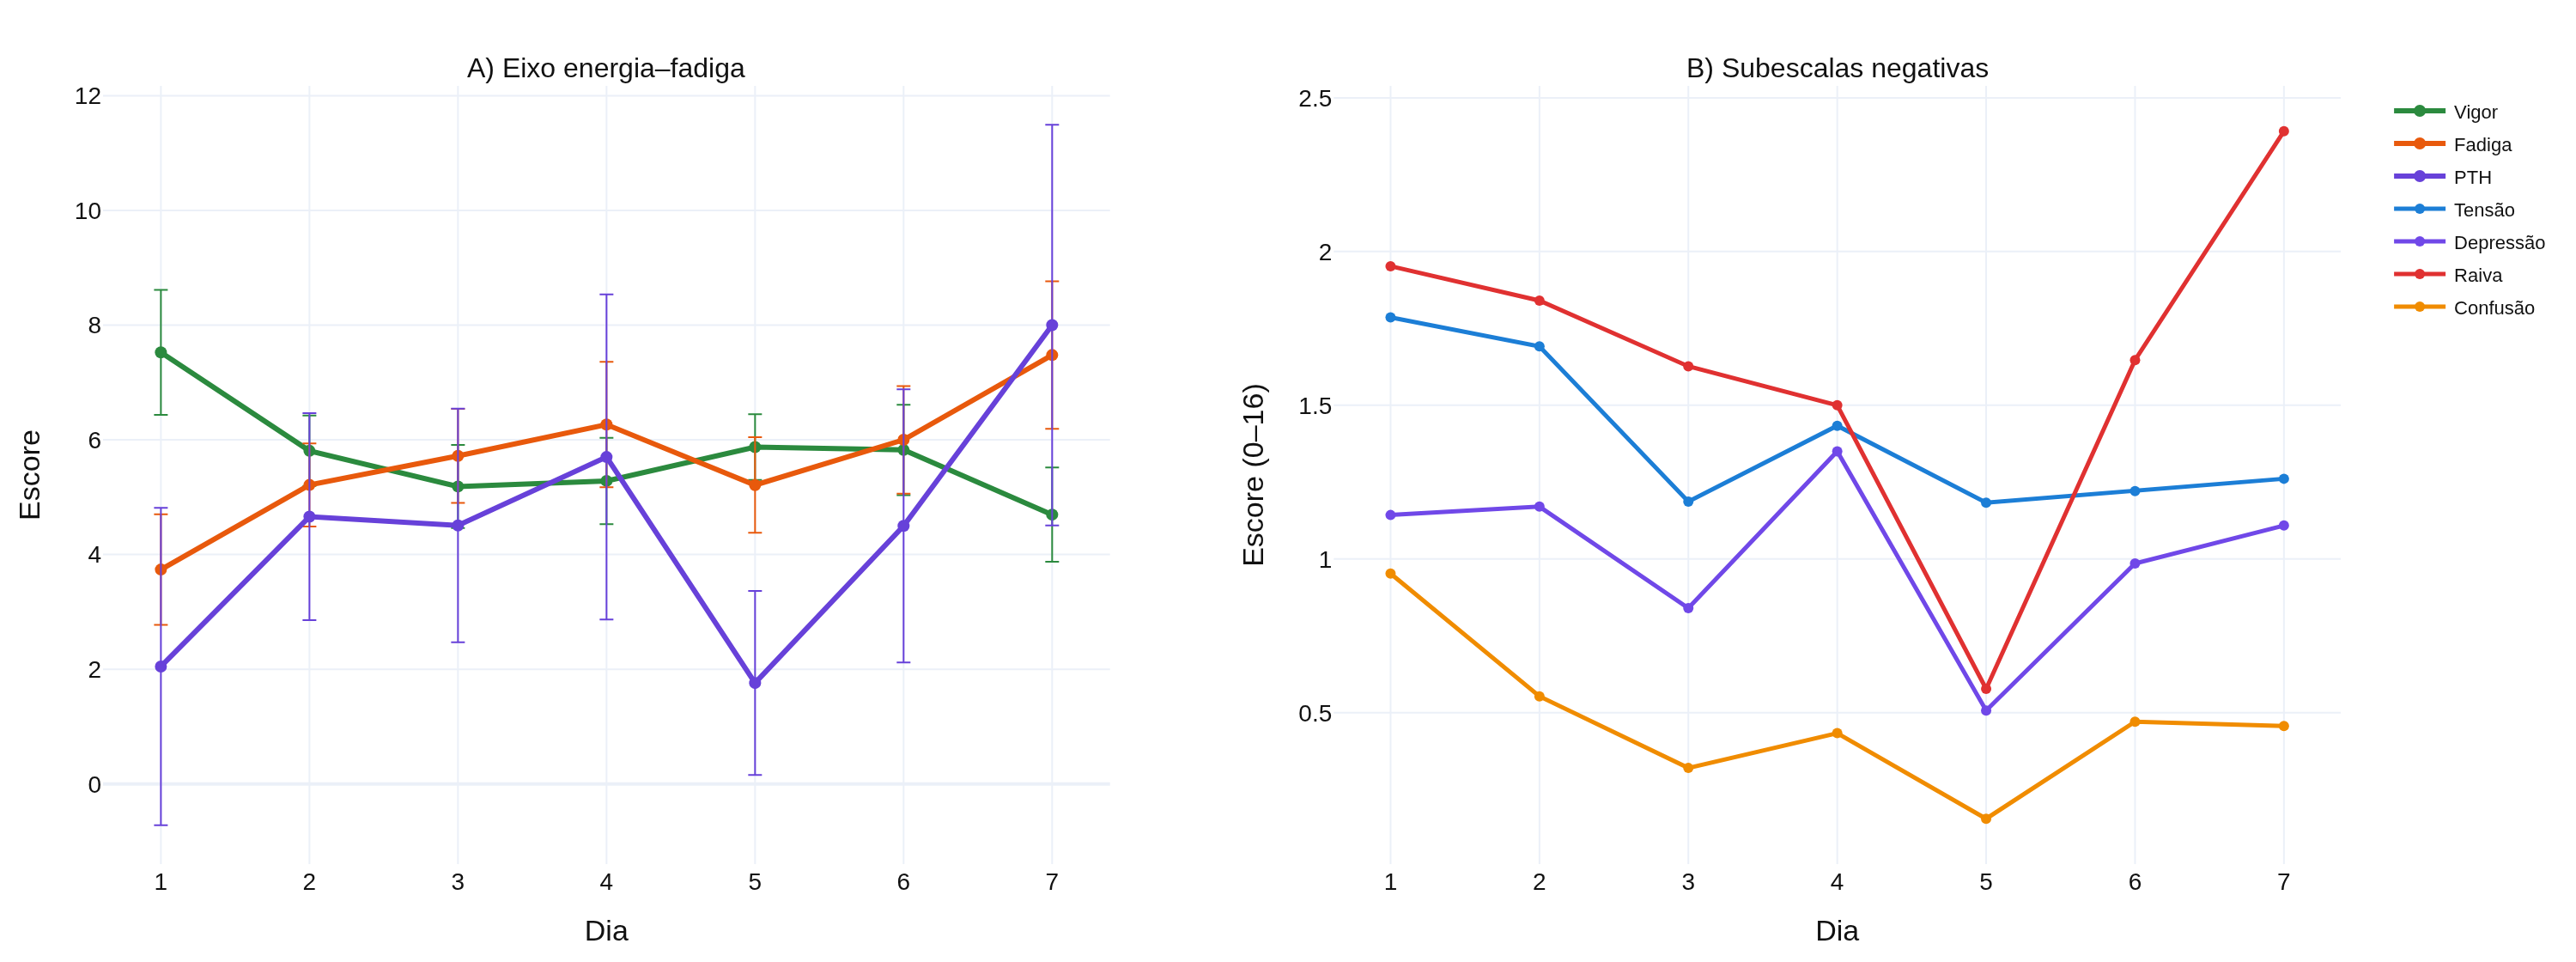 A) Eixo energia–fadiga
Escore
12
10
8
6
4
2
0
1 2 3 4 5 6 7
Dia
B) Subescalas negativas
Escore (0–16)
2.5
2
1.5
1
0.5
1 2 3 4 5 6 7
Dia
Vigor
Fadiga
PTH
Tensão
Depressão
Raiva
Confusão